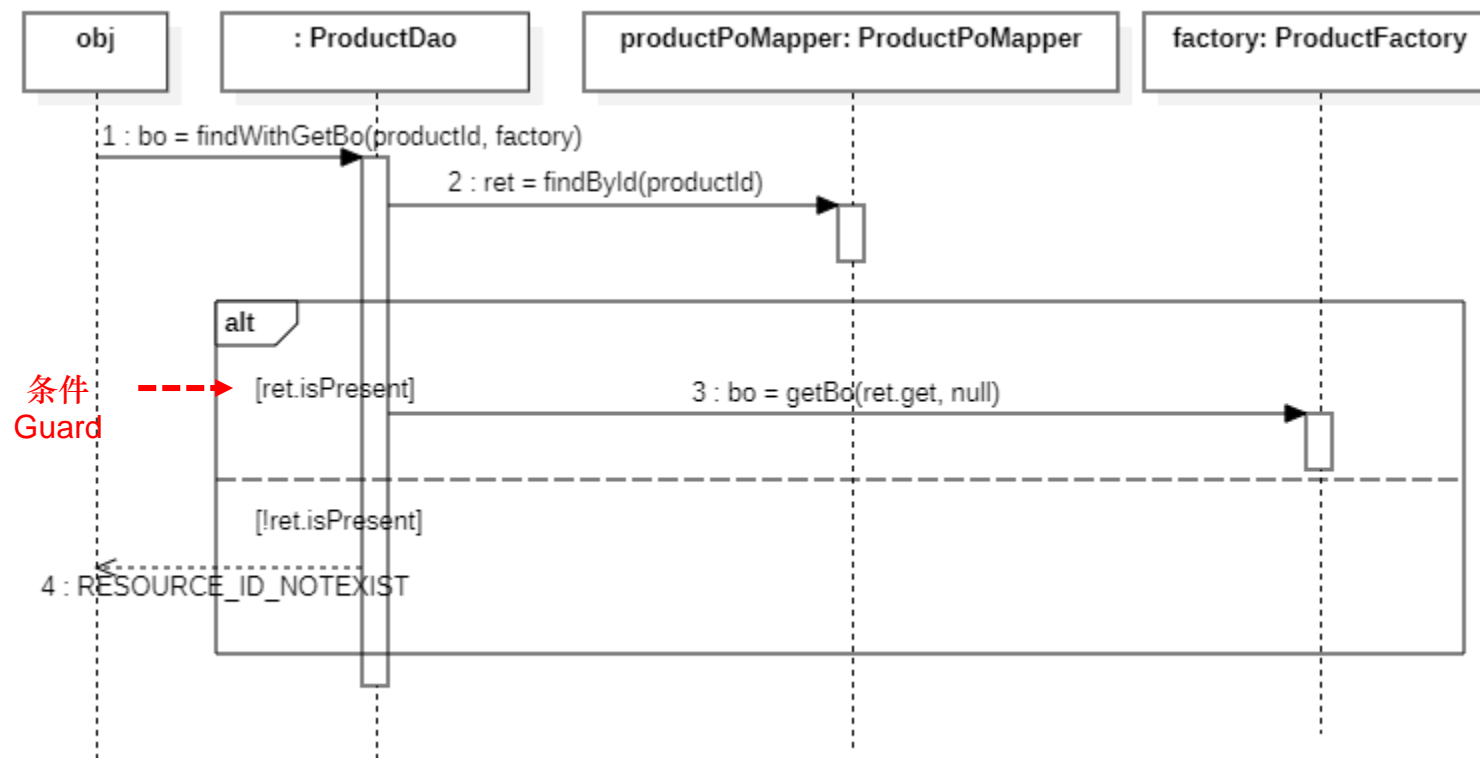 obj
: ProductDao
productPoMapper: ProductPoMapper
factory: ProductFactory
1 : bo = findWithGetBo(productId, factory)
2 : ret = findById(productId)
alt
条件
Guard
[ret.isPresent]
3 : bo = getBo(ret.get, null)
[!ret.isPresent]
4 : RESOURCE_ID_NOTEXIST